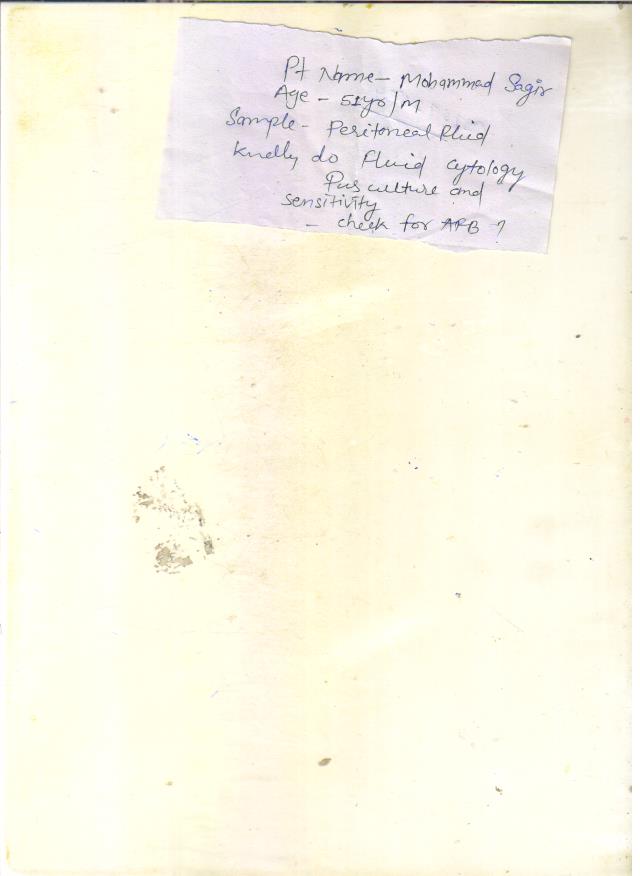 Pt Name - Mohammad Sagir
Age - 51yo/M
Sample - Peritoneal fluid
Kindly do Fluid cytology
Pus culture and
sensitivity
- check for AFB ?